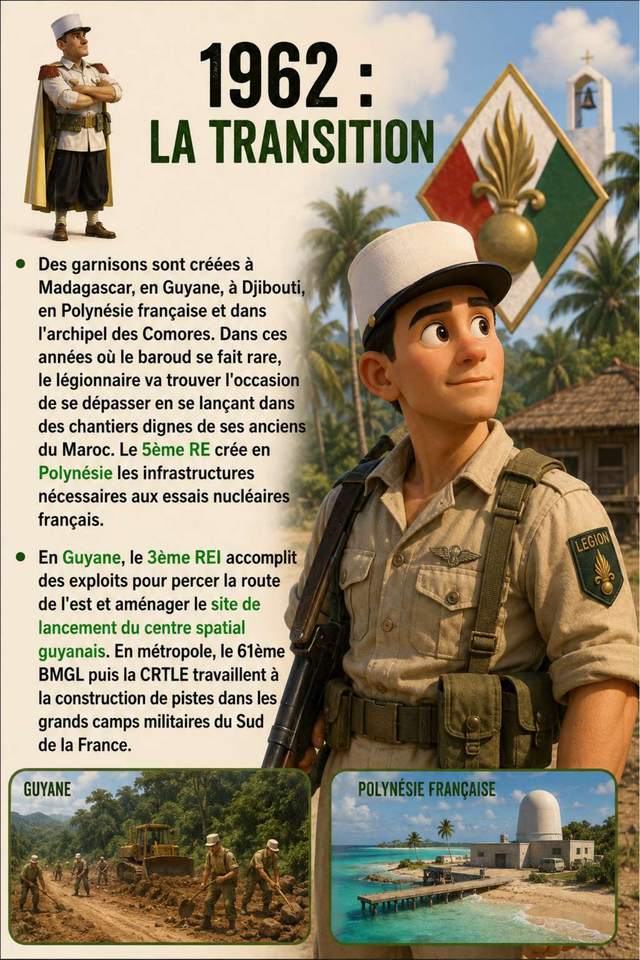 1962 :
LA TRANSITION
Des garnisons sont créées à
Madagascar, en Guyane, à Djibouti,
en Polynésie française et dans
l'archipel des Comores. Dans ces
années où le baroud se fait rare,
le légionnaire va trouver l'occasion
de se dépasser en se lançant dans
des chantiers dignes de ses anciens
du Maroc. Le 5ème RE crée en
Polynésie les infrastructures
nécessaires aux essais nucléaires
français.
En Guyane, le 3ème REI accomplit
des exploits pour percer la route
de l'est et aménager le site de
lancement du centre spatial
guyanais. En métropole, le 61ème
BMGL puis la CRTLE travaillent à
la construction de pistes dans les
grands camps militaires du Sud
de la France.
LEGION
GUYANE
POLYNÉSIE FRANÇAISE